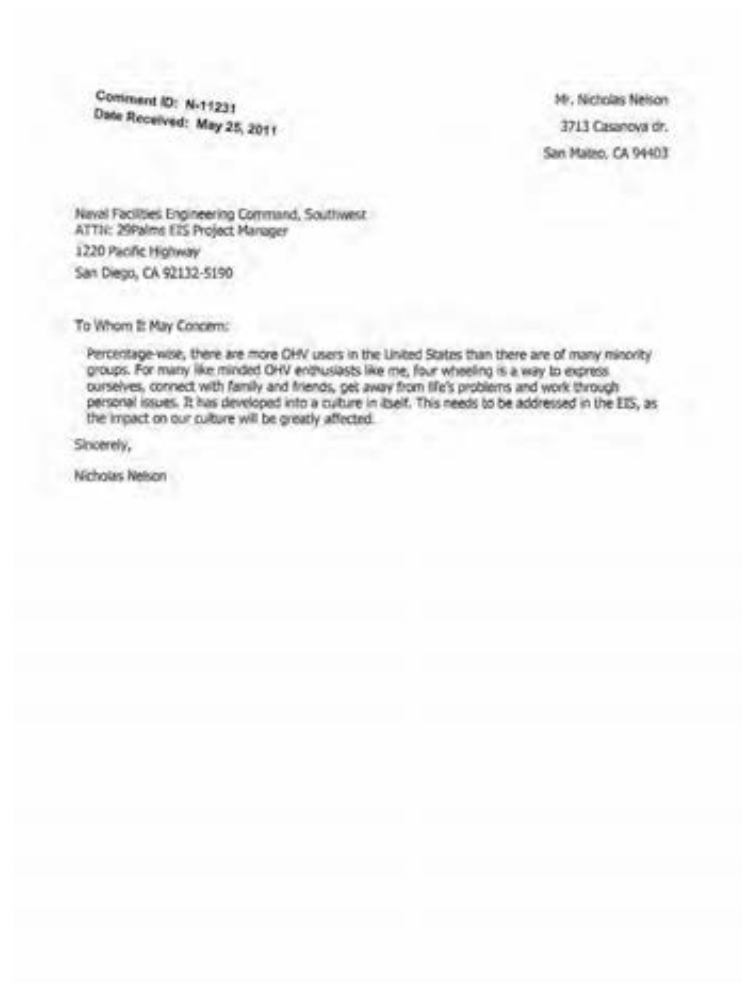 Comment ID: N-11231
Date Received: May 25, 2011
Mr. Nicholas Nelson
3713 Casanova dr.
San Mateo, CA 94403
Naval Facilities Engineering Command, Southwest
ATTN: 29Palms EIS Project Manager
1220 Pacific Highway
San Diego, CA 92132-5190
To Whom It May Concern:
Percentage-wise, there are more OHV users in the United States than there are of many minority
groups. For many like minded OHV enthusiasts like me, four wheeling is a way to express
ourselves, connect with family and friends, get away from life's problems and work through
personal issues. It has developed into a culture in itself. This needs to be addressed in the EIS, as
the impact on our culture will be greatly affected.
Sincerely,
Nicholas Nelson